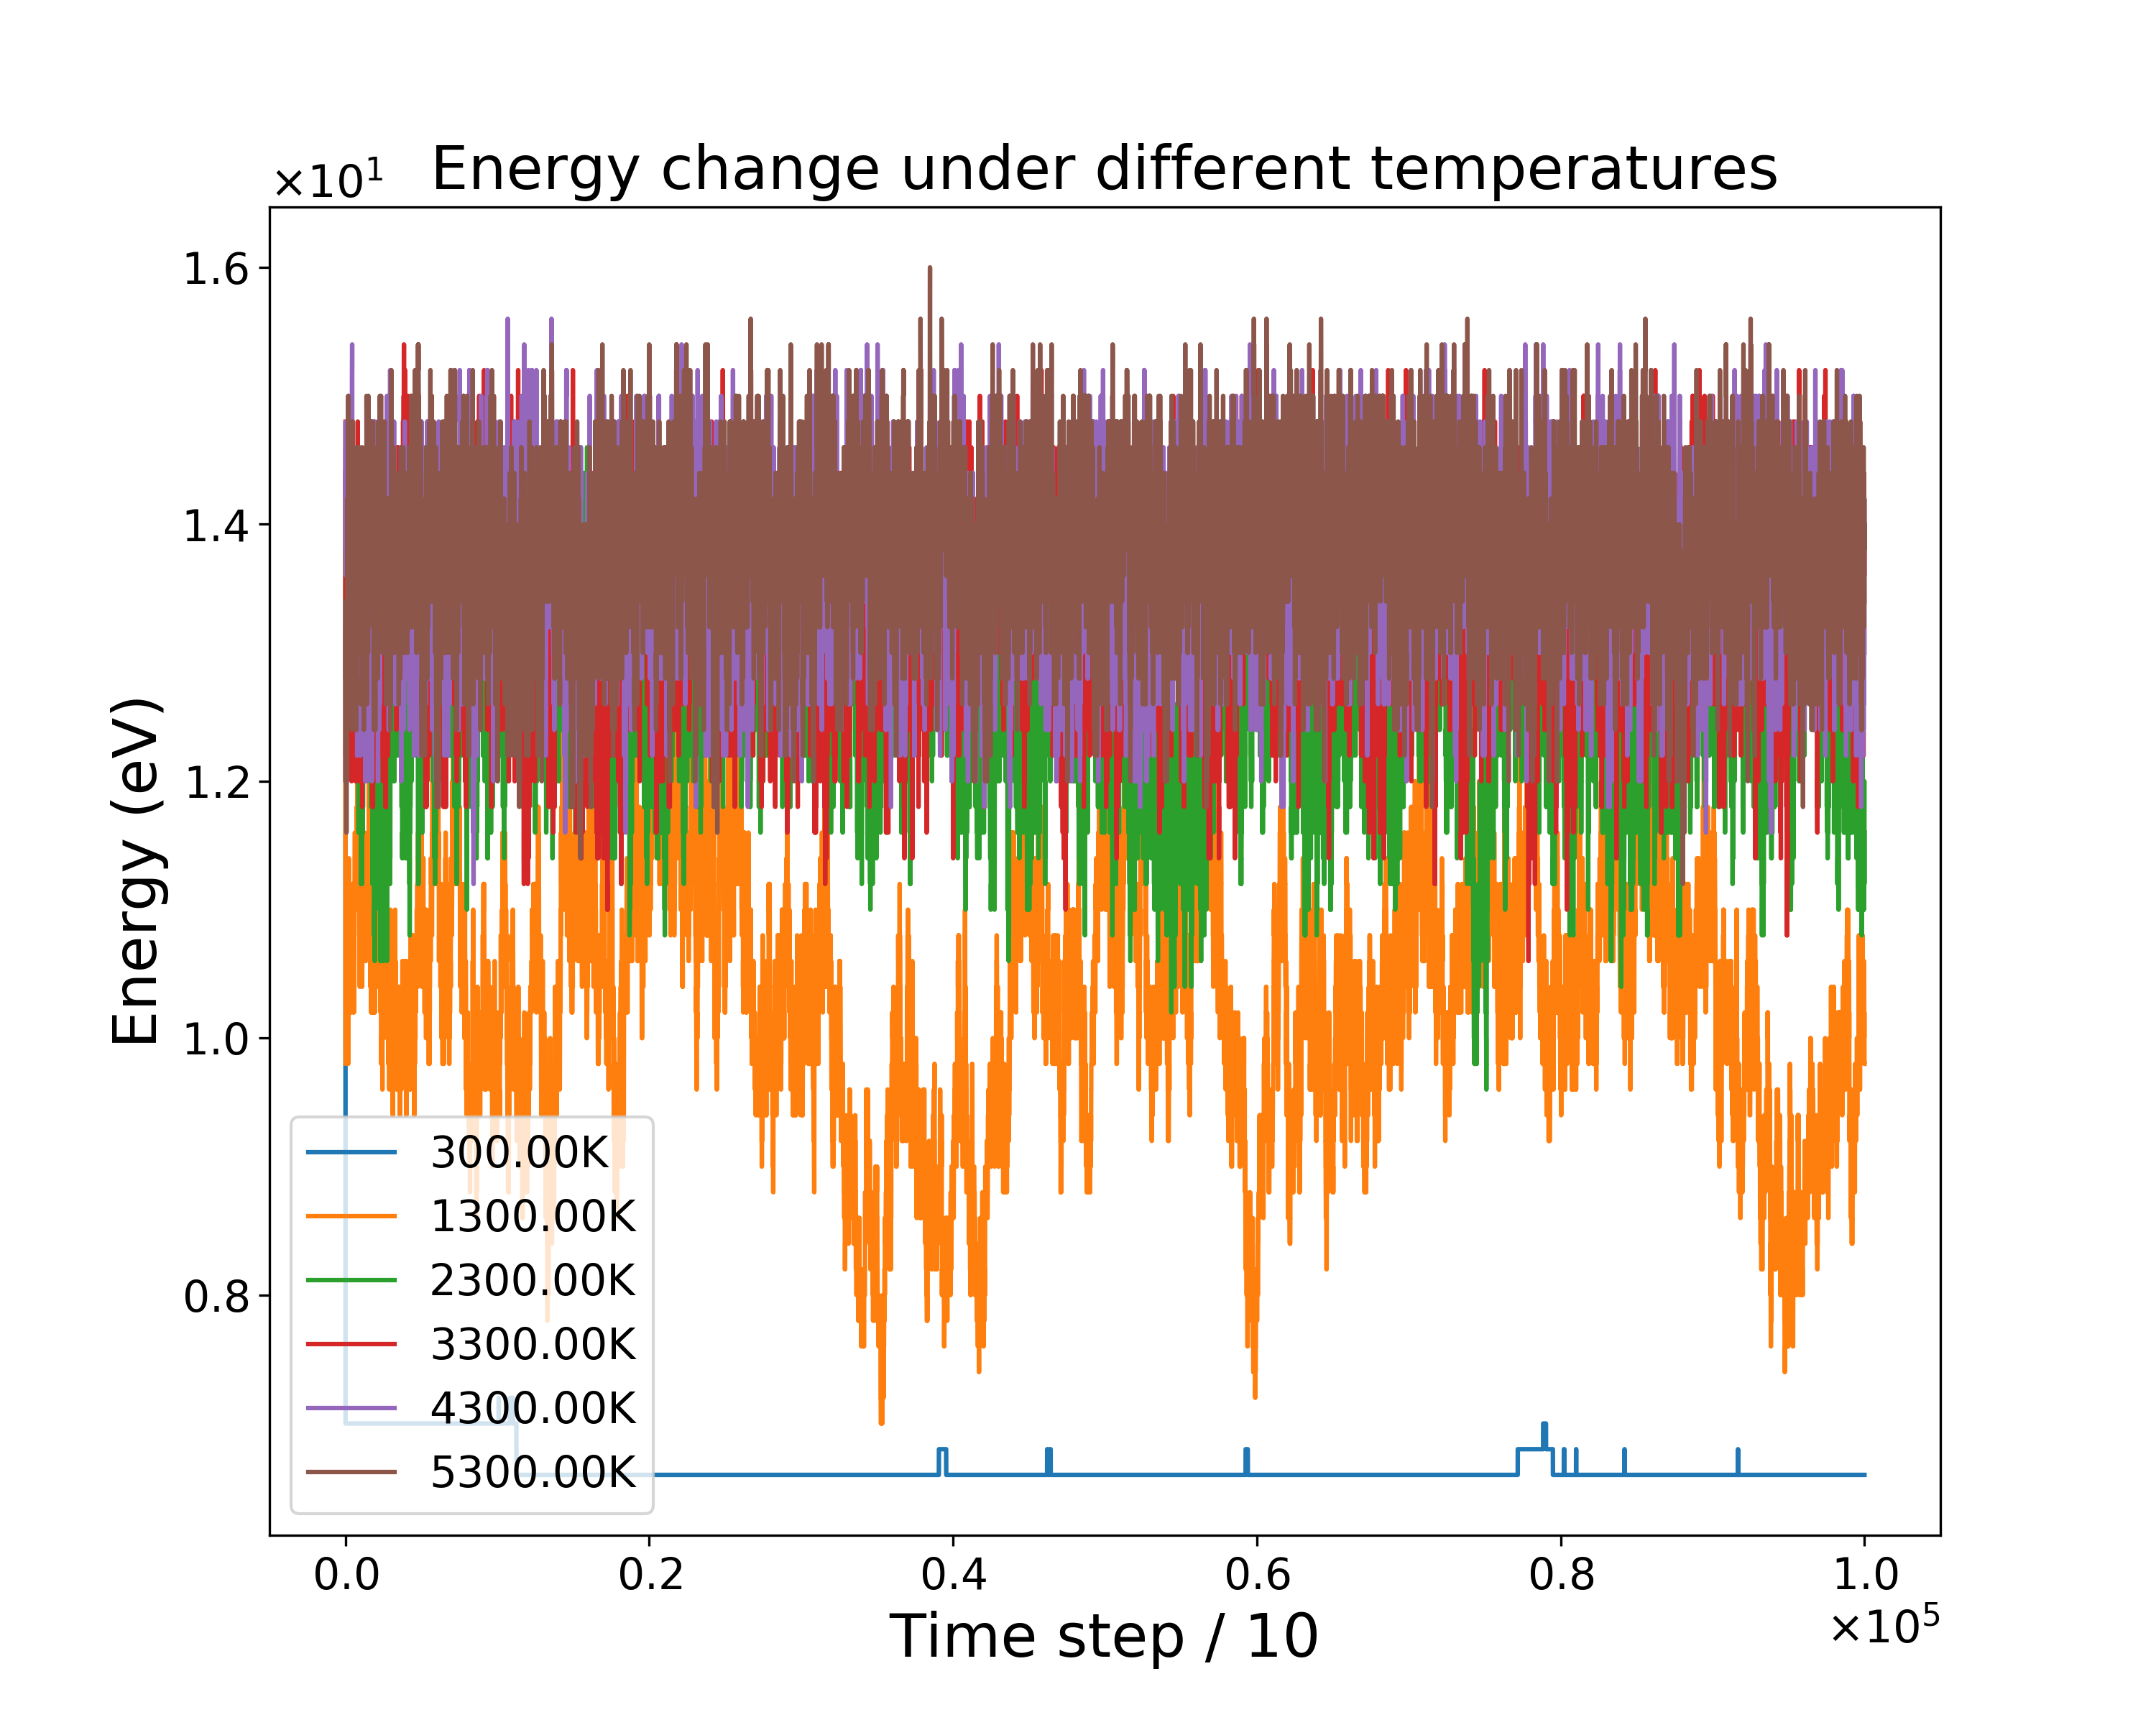 ×10¹ Energy change under different temperatures
1.6
1.4
1.2
1.0
0.8
Energy (eV)
300.00K
1300.00K
2300.00K
3300.00K
4300.00K
5300.00K
0.0 0.2 0.4 0.6 0.8 1.0
×10⁵
Time step / 10